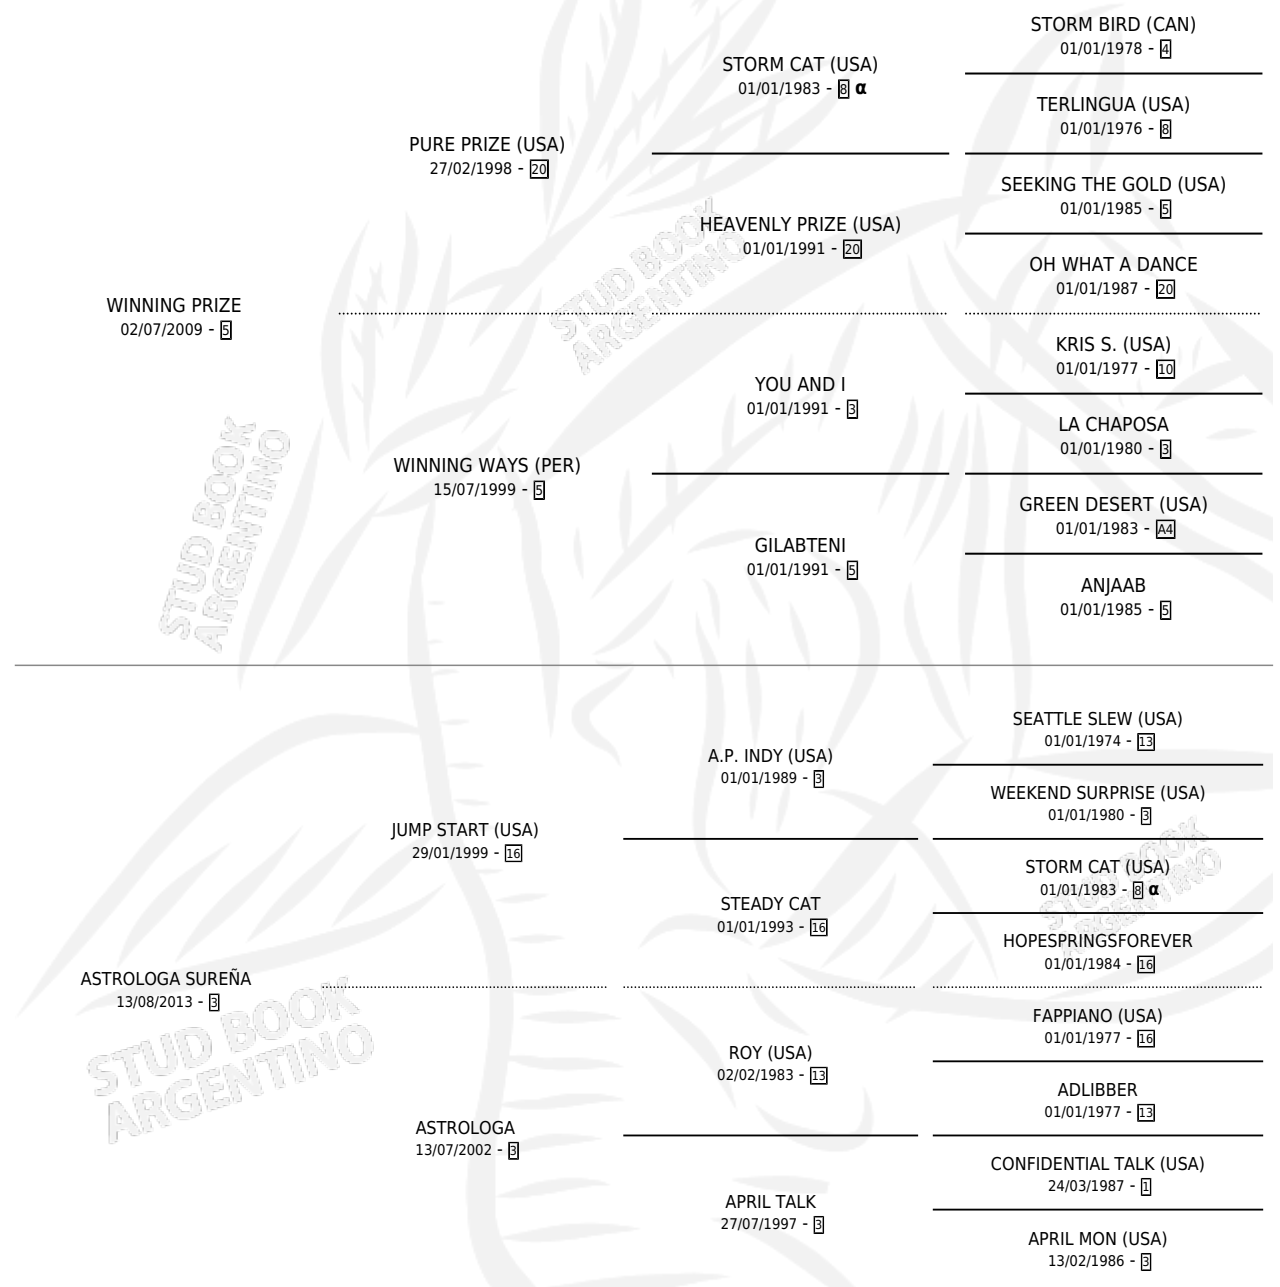 STORM BIRD (CAN)
01/01/1978 - 4
STORM CAT (USA)
01/01/1983 - 8 α
TERLINGUA (USA)
01/01/1976 - 8
PURE PRIZE (USA)
27/02/1998 - 20
SEEKING THE GOLD (USA)
01/01/1985 - 5
HEAVENLY PRIZE (USA)
01/01/1991 - 20
OH WHAT A DANCE
01/01/1987 - 20
WINNING PRIZE
02/07/2009 - 5
KRIS S. (USA)
01/01/1977 - 10
YOU AND I
01/01/1991 - 3
LA CHAPOSA
01/01/1980 - 3
WINNING WAYS (PER)
15/07/1999 - 5
GREEN DESERT (USA)
01/01/1983 - A4
GILABTENI
01/01/1991 - 5
ANJAAB
01/01/1985 - 5
SEATTLE SLEW (USA)
01/01/1974 - 13
A.P. INDY (USA)
01/01/1989 - 3
WEEKEND SURPRISE (USA)
01/01/1980 - 3
JUMP START (USA)
29/01/1999 - 16
STORM CAT (USA)
01/01/1983 - 8 α
STEADY CAT
01/01/1993 - 16
HOPESPRINGSFOREVER
01/01/1984 - 16
ASTROLOGA SUREÑA
13/08/2013 - 3
FAPPIANO (USA)
01/01/1977 - 16
ROY (USA)
02/02/1983 - 13
ADLIBBER
01/01/1977 - 13
ASTROLOGA
13/07/2002 - 3
CONFIDENTIAL TALK (USA)
24/03/1987 - 1
APRIL TALK
27/07/1997 - 3
APRIL MON (USA)
13/02/1986 - 3
STUD BOOK
ARGENTINO
STUD BOOK
ARGENTINO
STUD BOOK
ARGENTINO
STUD BOOK
ARGENTINO